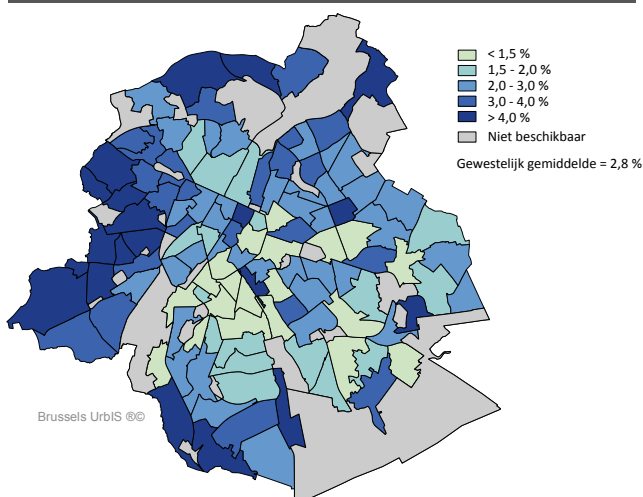 < 1,5 %
1,5 - 2,0 %
2,0 - 3,0 %
3,0 - 4,0 %
> 4,0 %
Niet beschikbaar
Gewestelijk gemiddelde = 2,8 %
Brussels UrbIS ®©